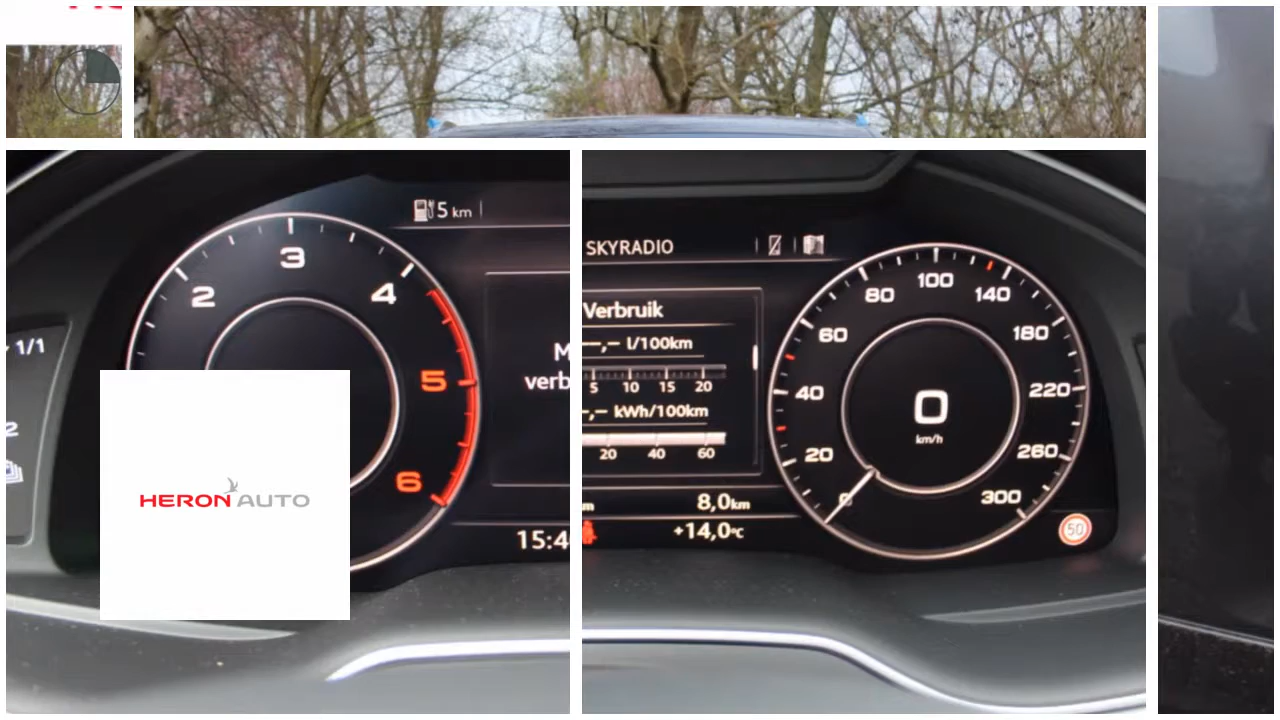 5 km
3
2
4
1/1
5
6
2
HERON AUTO
15:4
M
verb
SKYRADIO
Verbruik
--,- l/100km
5 10 15 20
-,- kWh/100km
20 40 60
8,0km
+14,0°C
0 20 40 60 80 100 140 180 220 260 300
0
km/h
50